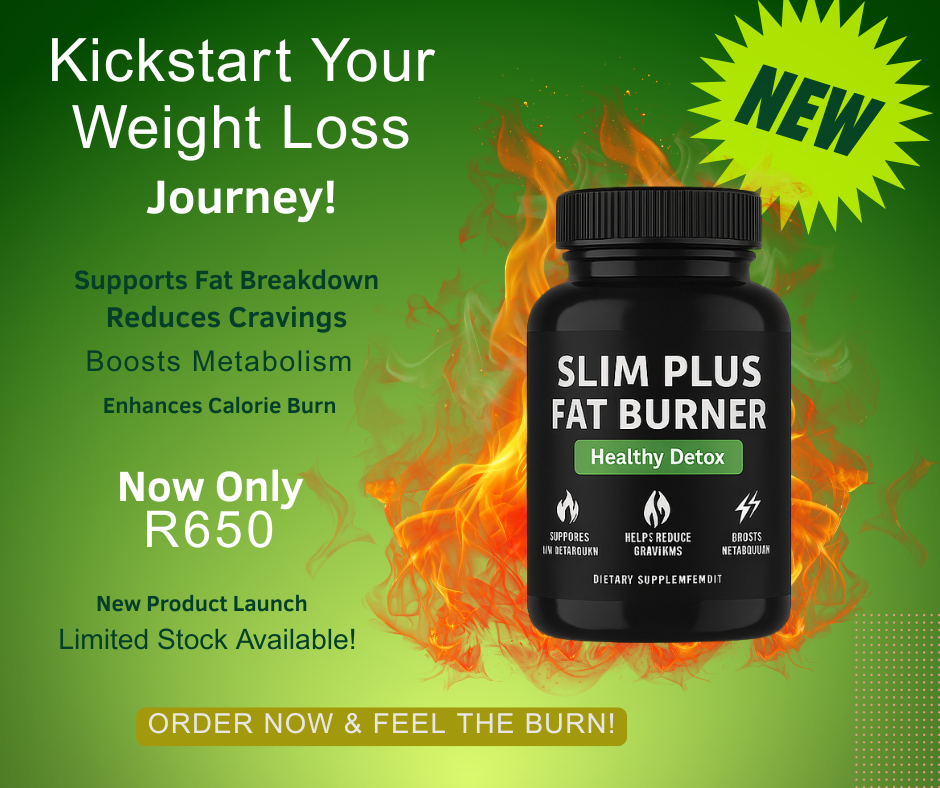 Kickstart Your
Weight Loss
Journey!
NEW
Supports Fat Breakdown
Reduces Cravings
Boosts Metabolism
Enhances Calorie Burn
Now Only
R650
New Product Launch
Limited Stock Available!
ORDER NOW & FEEL THE BURN!
SLIM PLUS
FAT BURNER
Healthy Detox
SUPPORES
HELPS REDUCE
GRAVIKMS
BROSTS
DIETARY SUPPLEMFEMDIT